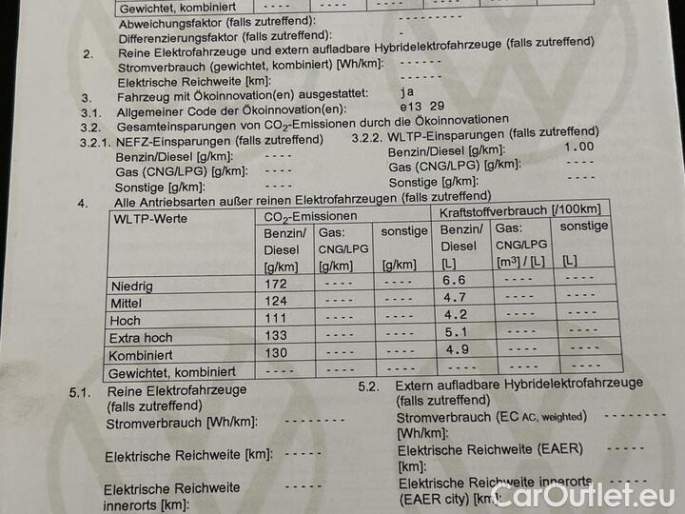 Gewichtet, kombiniert
Abweichungsfaktor (falls zutreffend): - - - - - - - - -
Differenzierungsfaktor (falls zutreffend): -
2. Reine Elektrofahrzeuge und extern aufladbare Hybridelektrofahrzeuge (falls zutreffend)
Stromverbrauch (gewichtet, kombiniert) [Wh/km]: - - - - - -
Elektrische Reichweite [km]: - - - - - -
3. Fahrzeug mit Ökoinnovation(en) ausgestattet: ja
3.1. Allgemeiner Code der Ökoinnovation(en): e13 29
3.2. Gesamteinsparungen von CO₂-Emissionen durch die Ökoinnovationen
3.2.1. NEFZ-Einsparungen (falls zutreffend) 3.2.2. WLTP-Einsparungen (falls zutreffend)
Benzin/Diesel [g/km]: - - - - Benzin/Diesel [g/km]: 1.00
Gas (CNG/LPG) [g/km]: - - - - Gas (CNG/LPG) [g/km]: - - - -
Sonstige [g/km]: - - - - Sonstige [g/km]: - - - -
4. Alle Antriebsarten außer reinen Elektrofahrzeugen (falls zutreffend)
WLTP-Werte CO₂-Emissionen Kraftstoffverbrauch [/100km]
Benzin/ Gas: sonstige Benzin/ Gas: sonstige
Diesel CNG/LPG Diesel CNG/LPG
[g/km] [g/km] [g/km] [L] [m³] / [L] [L]
Niedrig 172 - - - - - - - - 6.6 - - - - - - - -
Mittel 124 - - - - - - - - 4.7 - - - - - - - -
Hoch 111 - - - - - - - - 4.2 - - - - - - - -
Extra hoch 133 - - - - - - - - 5.1 - - - - - - - -
Kombiniert 130 - - - - - - - - 4.9 - - - - - - - -
Gewichtet, kombiniert - - - - - - - - - - - - - - - - - - - - - - - -
5.1. Reine Elektrofahrzeuge 5.2. Extern aufladbare Hybridelektrofahrzeuge
(falls zutreffend) (falls zutreffend)
Stromverbrauch [Wh/km]: - - - - - - - - Stromverbrauch (EC AC, weighted) - - - - - - - -
[Wh/km]:
Elektrische Reichweite [km]: - - - - - Elektrische Reichweite (EAER) - - - - -
[km]:
Elektrische Reichweite - - - - - Elektrische Reichweite innerorts - - - - -
innerorts [km]: (EAER city) [km]:
CarOutlet.eu